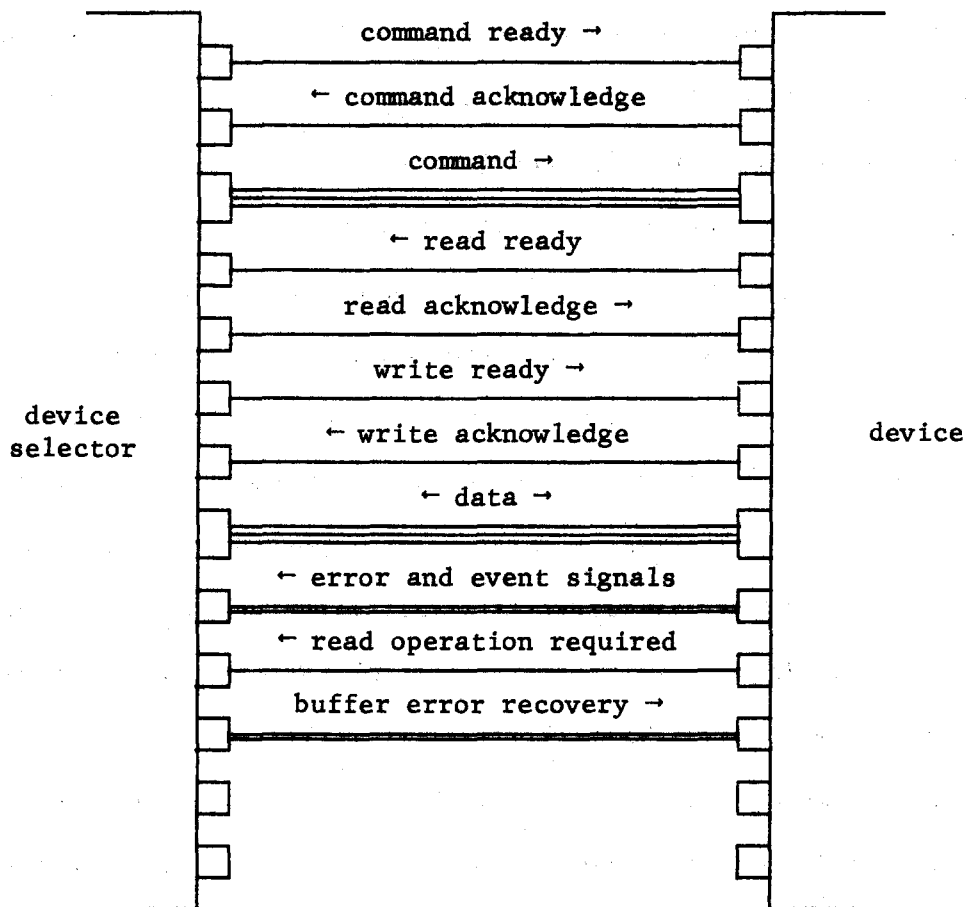 command ready →
← command acknowledge
command →
← read ready
read acknowledge →
write ready →
← write acknowledge
device
selector
device
← data →
← error and event signals
← read operation required
buffer error recovery →